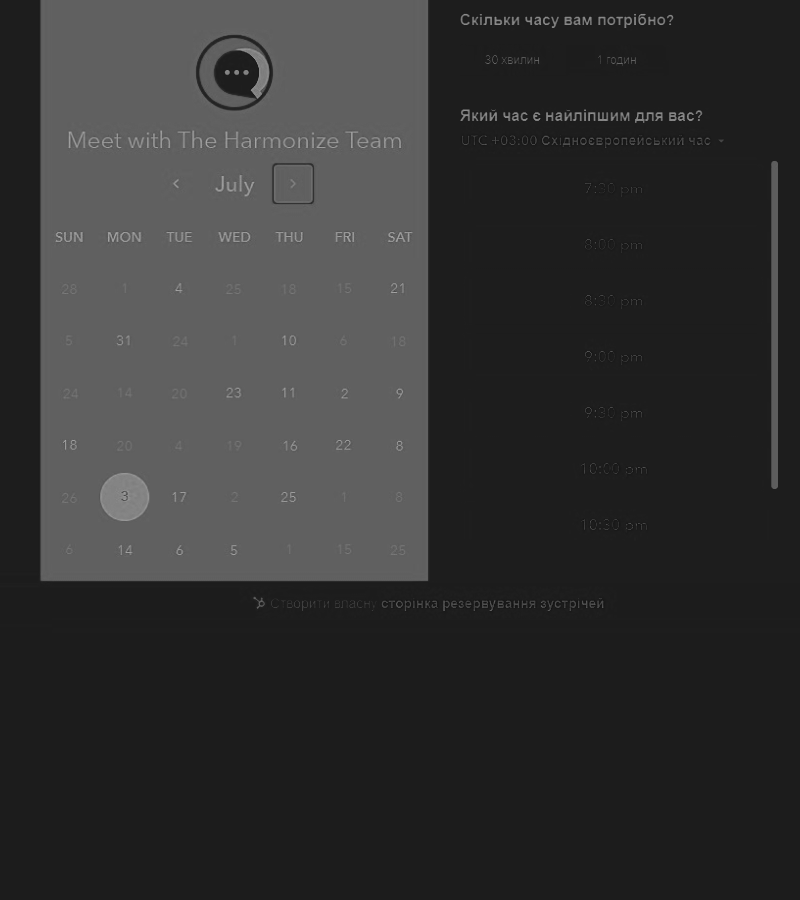 Meet with The Harmonize Team
July
SUN MON TUE WED THU FRI SAT
28 1 4 25 18 15 21
5 31 24 1 10 6 18
24 14 20 23 11 2 9
18 20 4 19 16 22 8
26 3 17 2 25 1 8
6 14 6 5 1 15 25
Скільки часу вам потрібно?
30 хвилин 1 годин
Який час є найліпшим для вас?
UTC +03:00 Східноєвропейський час
7:30 pm
8:00 pm
8:30 pm
9:00 pm
9:30 pm
10:00 pm
10:30 pm
Створити власну сторінка резервування зустрічей